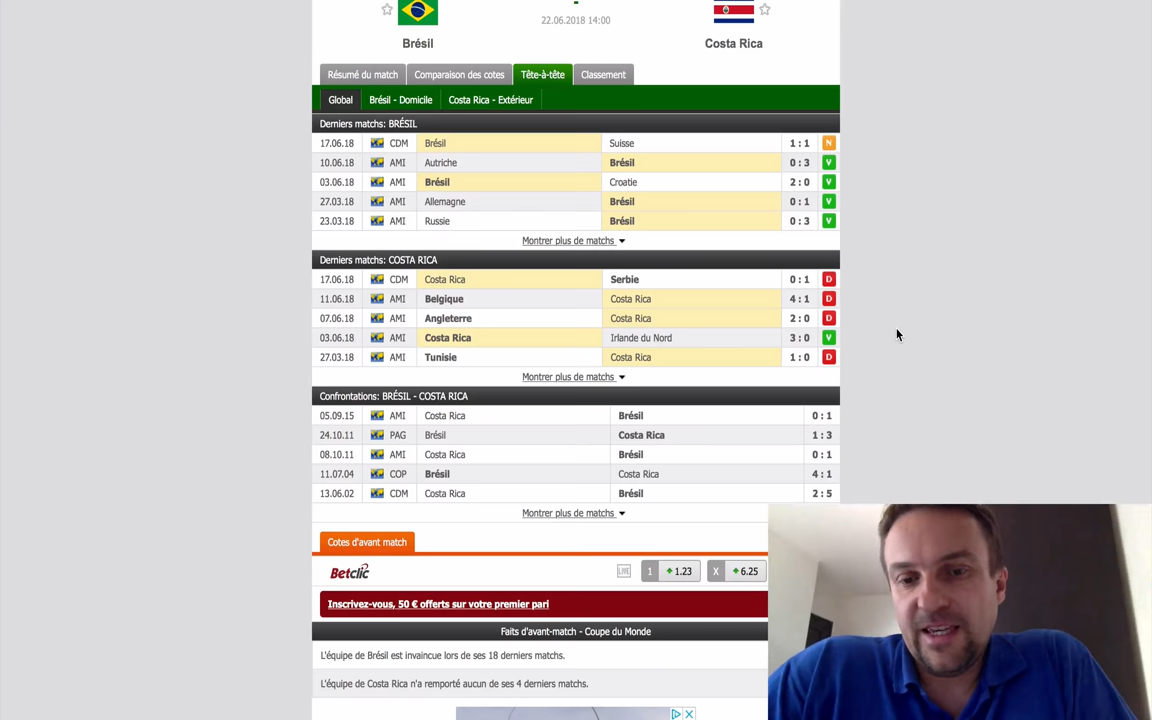 22.06.2018 14:00
Brésil Costa Rica
Résumé du match Comparaison des cotes Tête-à-tête Classement
Global Brésil - Domicile Costa Rica - Extérieur
Derniers matchs: BRÉSIL
17.06.18 CDM Brésil Suisse 1 : 1 N
10.06.18 AMI Autriche Brésil 0 : 3 V
03.06.18 AMI Brésil Croatie 2 : 0 V
27.03.18 AMI Allemagne Brésil 0 : 1 V
23.03.18 AMI Russie Brésil 0 : 3 V
Montrer plus de matchs
Derniers matchs: COSTA RICA
17.06.18 CDM Costa Rica Serbie 0 : 1 D
11.06.18 AMI Belgique Costa Rica 4 : 1 D
07.06.18 AMI Angleterre Costa Rica 2 : 0 D
03.06.18 AMI Costa Rica Irlande du Nord 3 : 0 V
27.03.18 AMI Tunisie Costa Rica 1 : 0 D
Montrer plus de matchs
Confrontations: BRÉSIL - COSTA RICA
05.09.15 AMI Costa Rica Brésil 0 : 1
24.10.11 PAG Brésil Costa Rica 1 : 3
08.10.11 AMI Costa Rica Brésil 0 : 1
11.07.04 COP Brésil Costa Rica 4 : 1
13.06.02 CDM Costa Rica Brésil 2 : 5
Montrer plus de matchs
Cotes d'avant match
Betclic LIVE 1 1.23 X 6.25
Inscrivez-vous, 50 € offerts sur votre premier pari
Faits d'avant-match - Coupe du Monde
L'équipe de Brésil est invaincue lors de ses 18 derniers matchs.
L'équipe de Costa Rica n'a remporté aucun de ses 4 derniers matchs.